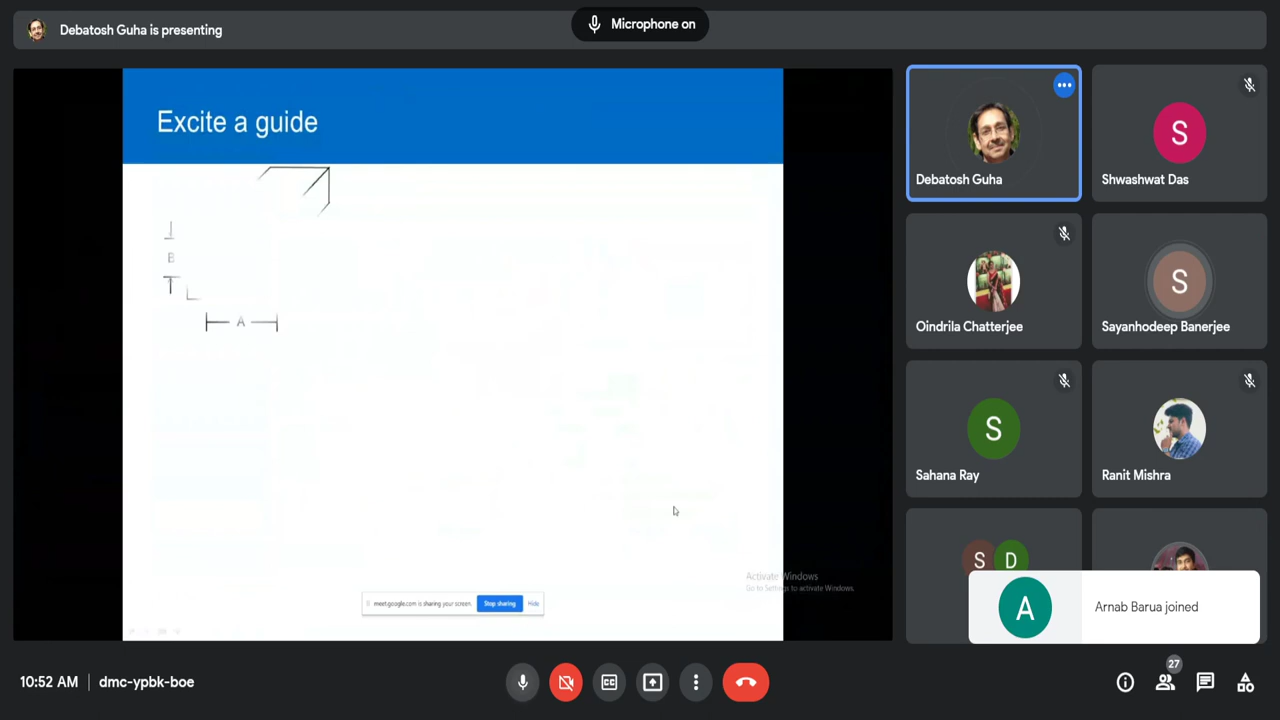 Debatosh Guha is presenting
Microphone on
Excite a guide
B
A
Activate Windows
Go to Settings to activate Windows.
meet.google.com is sharing your screen.
Stop sharing
Hide
Debatosh Guha
S
Shwashwat Das
Oindrila Chatterjee
S
Sayanhodeep Banerjee
S
Sahana Ray
Ranit Mishra
S
D
A
Arnab Barua joined
10:52 AM
dmc-ypbk-boe
CC
27